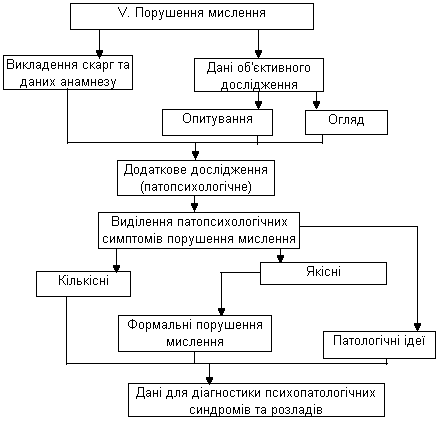 V. Порушення мислення
Викладення скарг та
даних анамнезу
Дані об'єктивного
дослідження
Опитування
Огляд
Додаткове дослідження
(патопсихологічне)
Виділення патопсихологічних
симптомів порушення мислення
Кількісні
Якісні
Формальні порушення
мислення
Патологічні ідеї
Дані для діагностики психопатологічних
синдромів та розладів